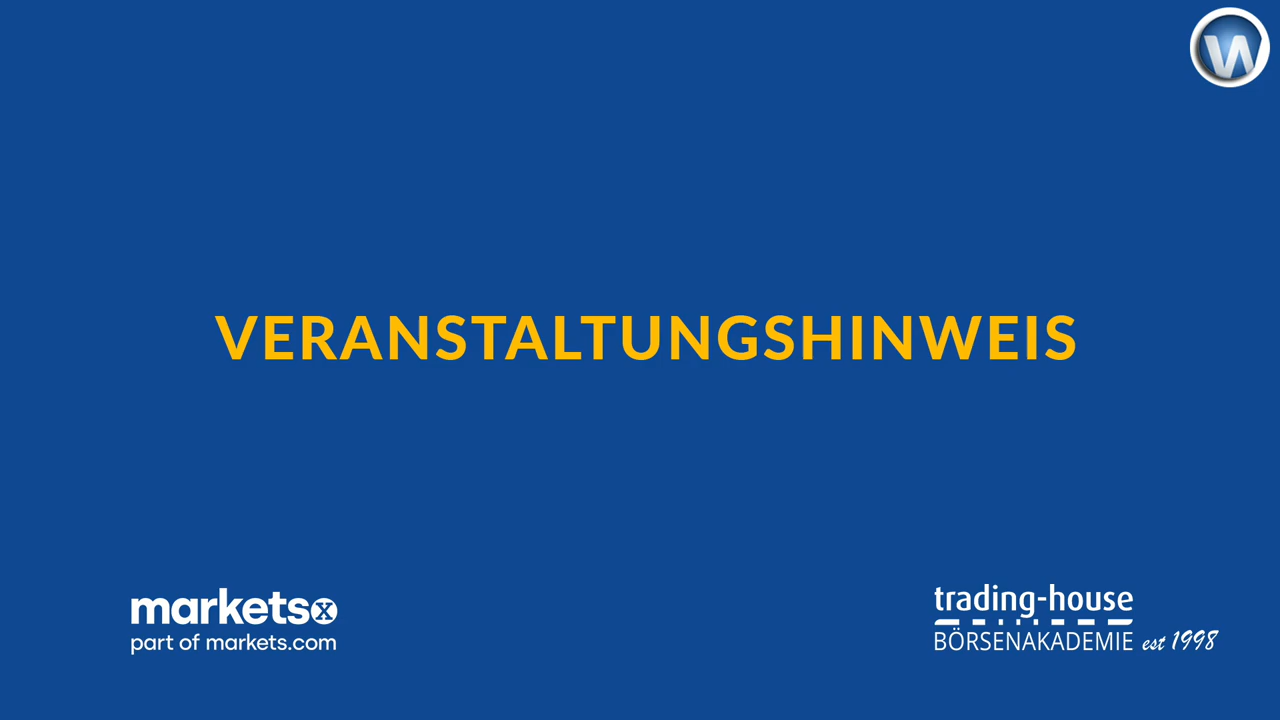 VERANSTALTUNGSHINWEIS
marketsx
part of markets.com
trading-house
BÖRSENAKADEMIE est 1998